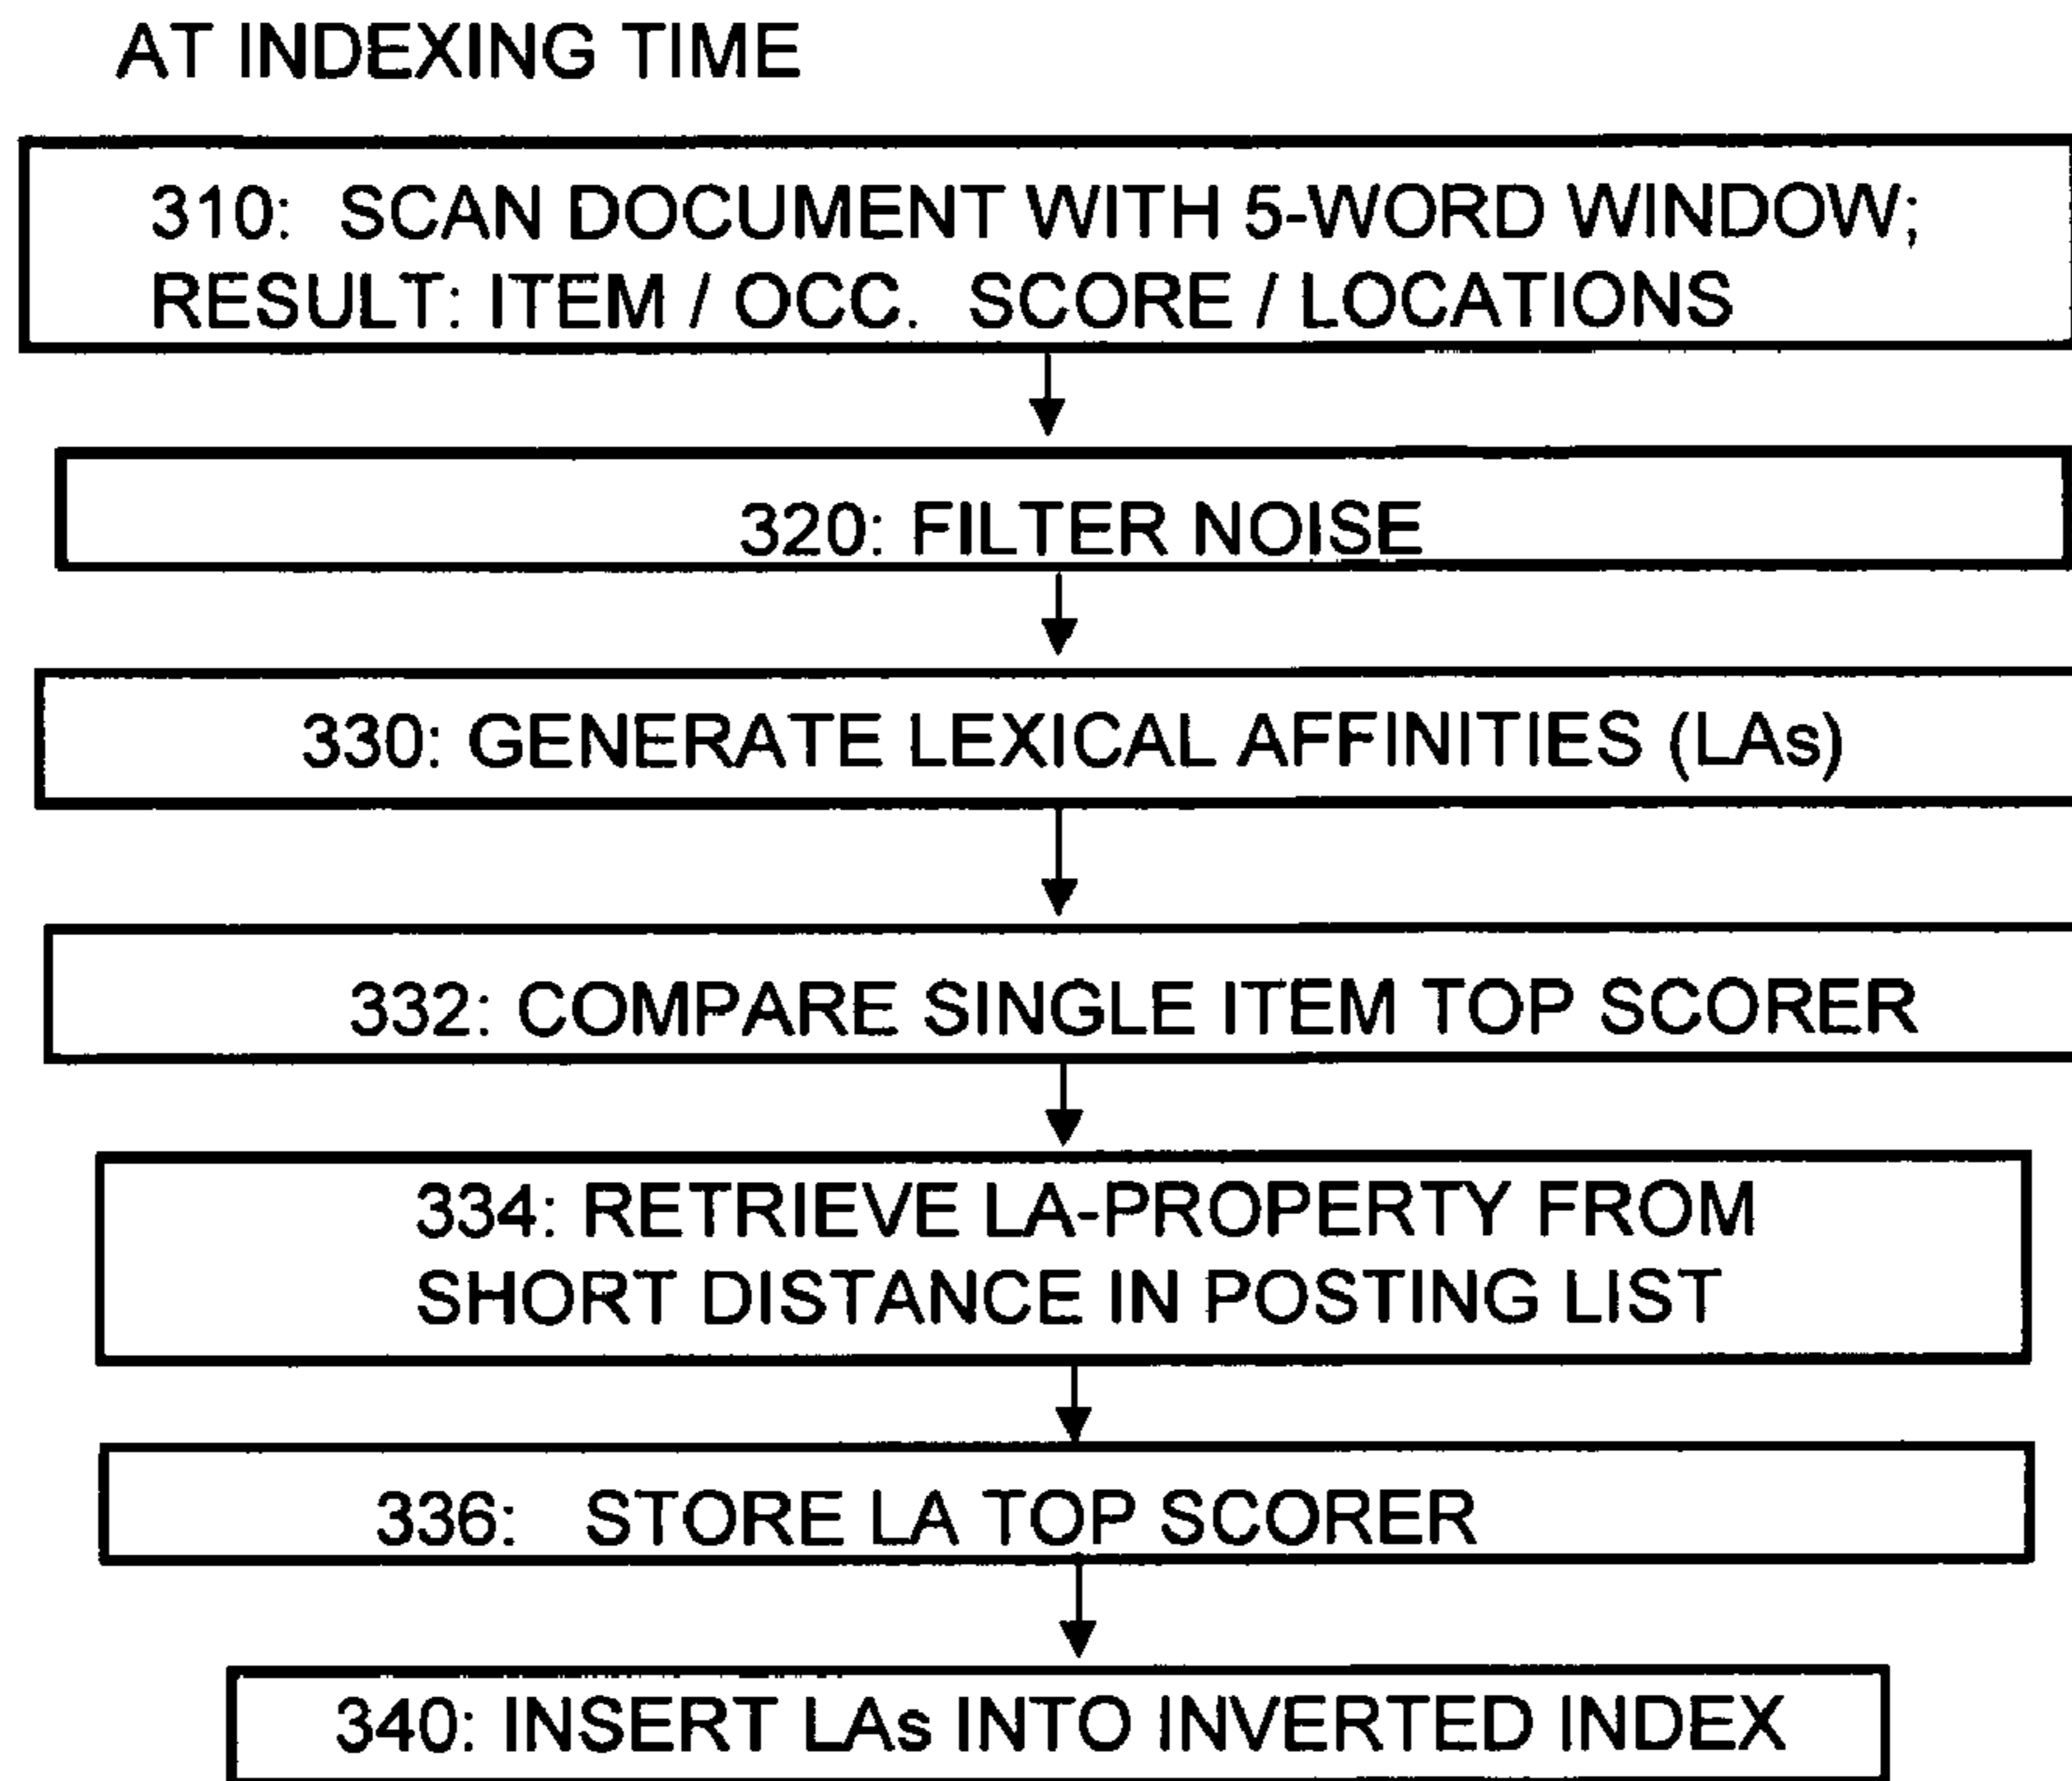 AT INDEXING TIME
310: SCAN DOCUMENT WITH 5-WORD WINDOW;
RESULT: ITEM / OCC. SCORE / LOCATIONS
320: FILTER NOISE
330: GENERATE LEXICAL AFFINITIES (LAs)
332: COMPARE SINGLE ITEM TOP SCORER
334: RETRIEVE LA-PROPERTY FROM
SHORT DISTANCE IN POSTING LIST
336: STORE LA TOP SCORER
340: INSERT LAs INTO INVERTED INDEX